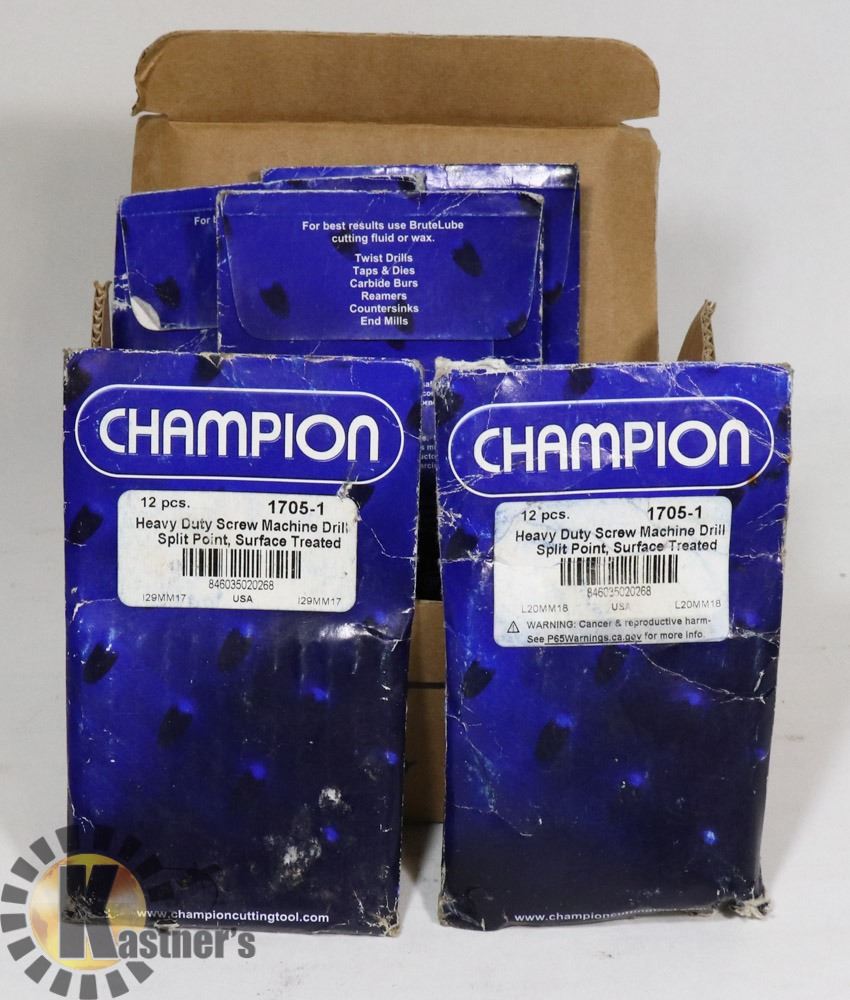 For
For best results use BruteLube
cutting fluid or wax.
Twist Drills
Taps & Dies
Carbide Burs
Reamers
Countersinks
End Mills
CHAMPION
12 pcs. 1705-1
Heavy Duty Screw Machine Drill
Split Point, Surface Treated
846035020268
I29MM17 USA I29MM17
www.championcuttingtool.com
CHAMPION
12 pcs. 1705-1
Heavy Duty Screw Machine Drill
Split Point, Surface Treated
846035020268
L20MM18 USA L20MM18
WARNING: Cancer & reproductive harm-
See P65Warnings.ca.gov for more info.
www.championcutting
Kastner's